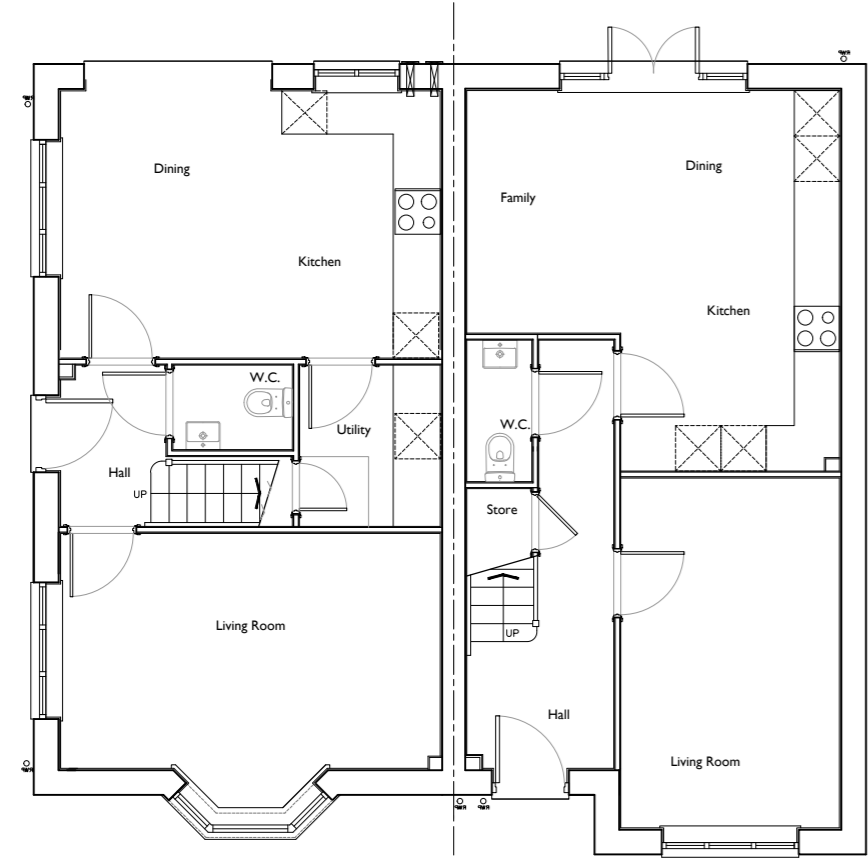 Dining
Kitchen
W.C.
Utility
Hall
UP
Living Room
Dining
Family
Kitchen
W.C.
Store
UP
Hall
Living Room